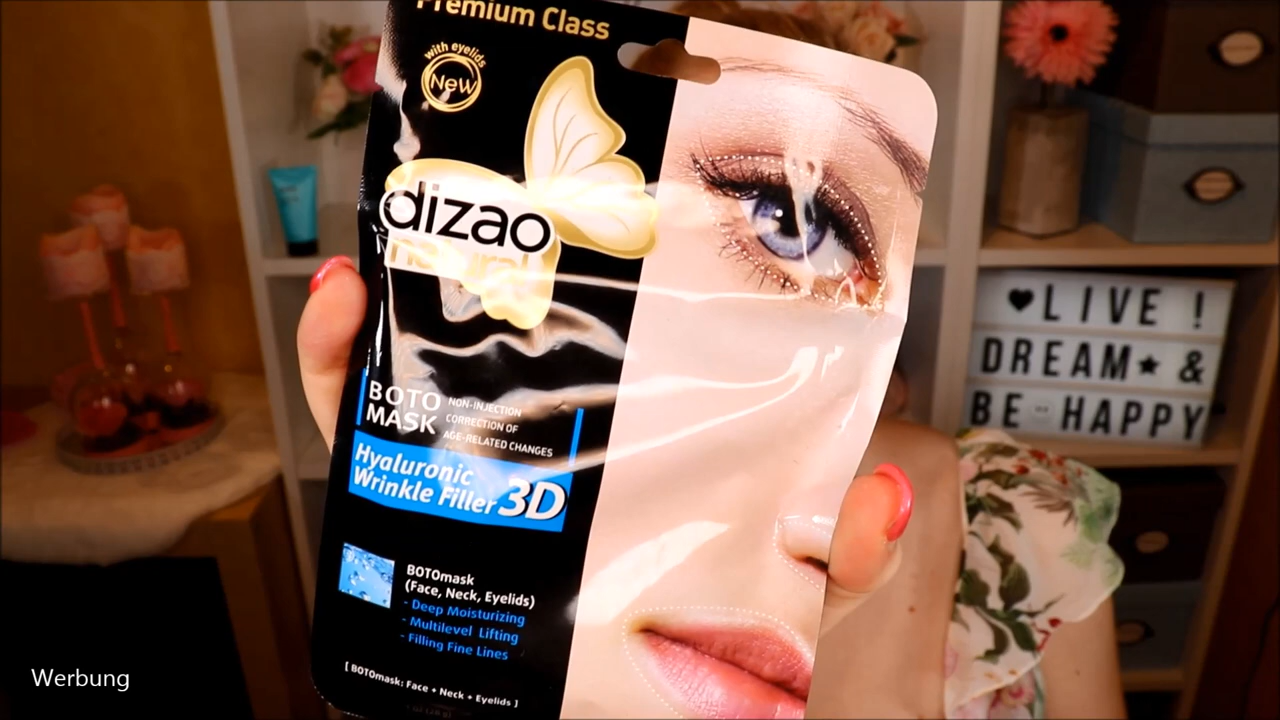 Premium Class
with eyelids
New
dizao
natural
BOTO
MASK
NON-INJECTION
CORRECTION OF
AGE-RELATED CHANGES
Hyaluronic
Wrinkle Filler 3D
BOTOmask
(Face, Neck, Eyelids)
- Deep Moisturizing
- Multilevel Lifting
- Filling Fine Lines
[ BOTOmask: Face + Neck + Eyelids ]
♥LIVE!
DREAM★&
BE HAPPY
Werbung